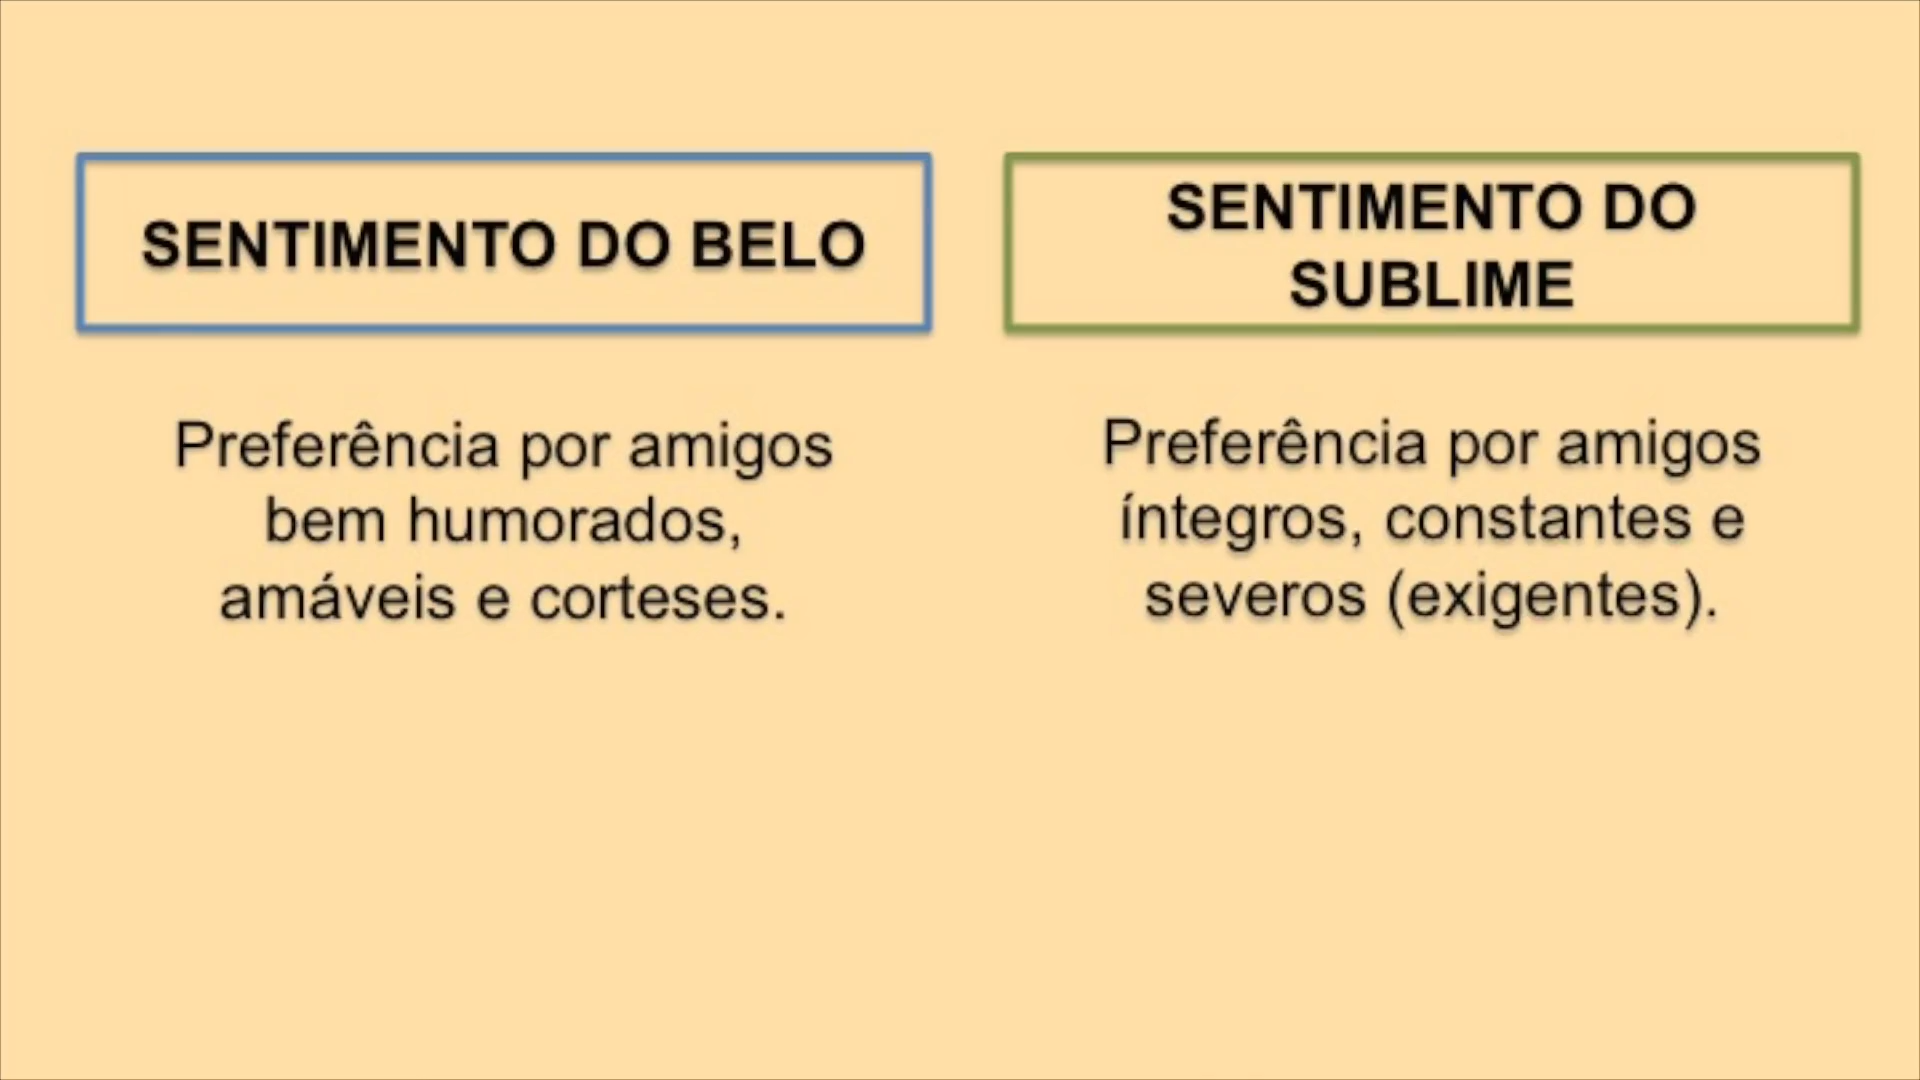 SENTIMENTO DO BELO
Preferência por amigos
bem humorados,
amáveis e corteses.
SENTIMENTO DO
SUBLIME
Preferência por amigos
íntegros, constantes e
severos (exigentes).